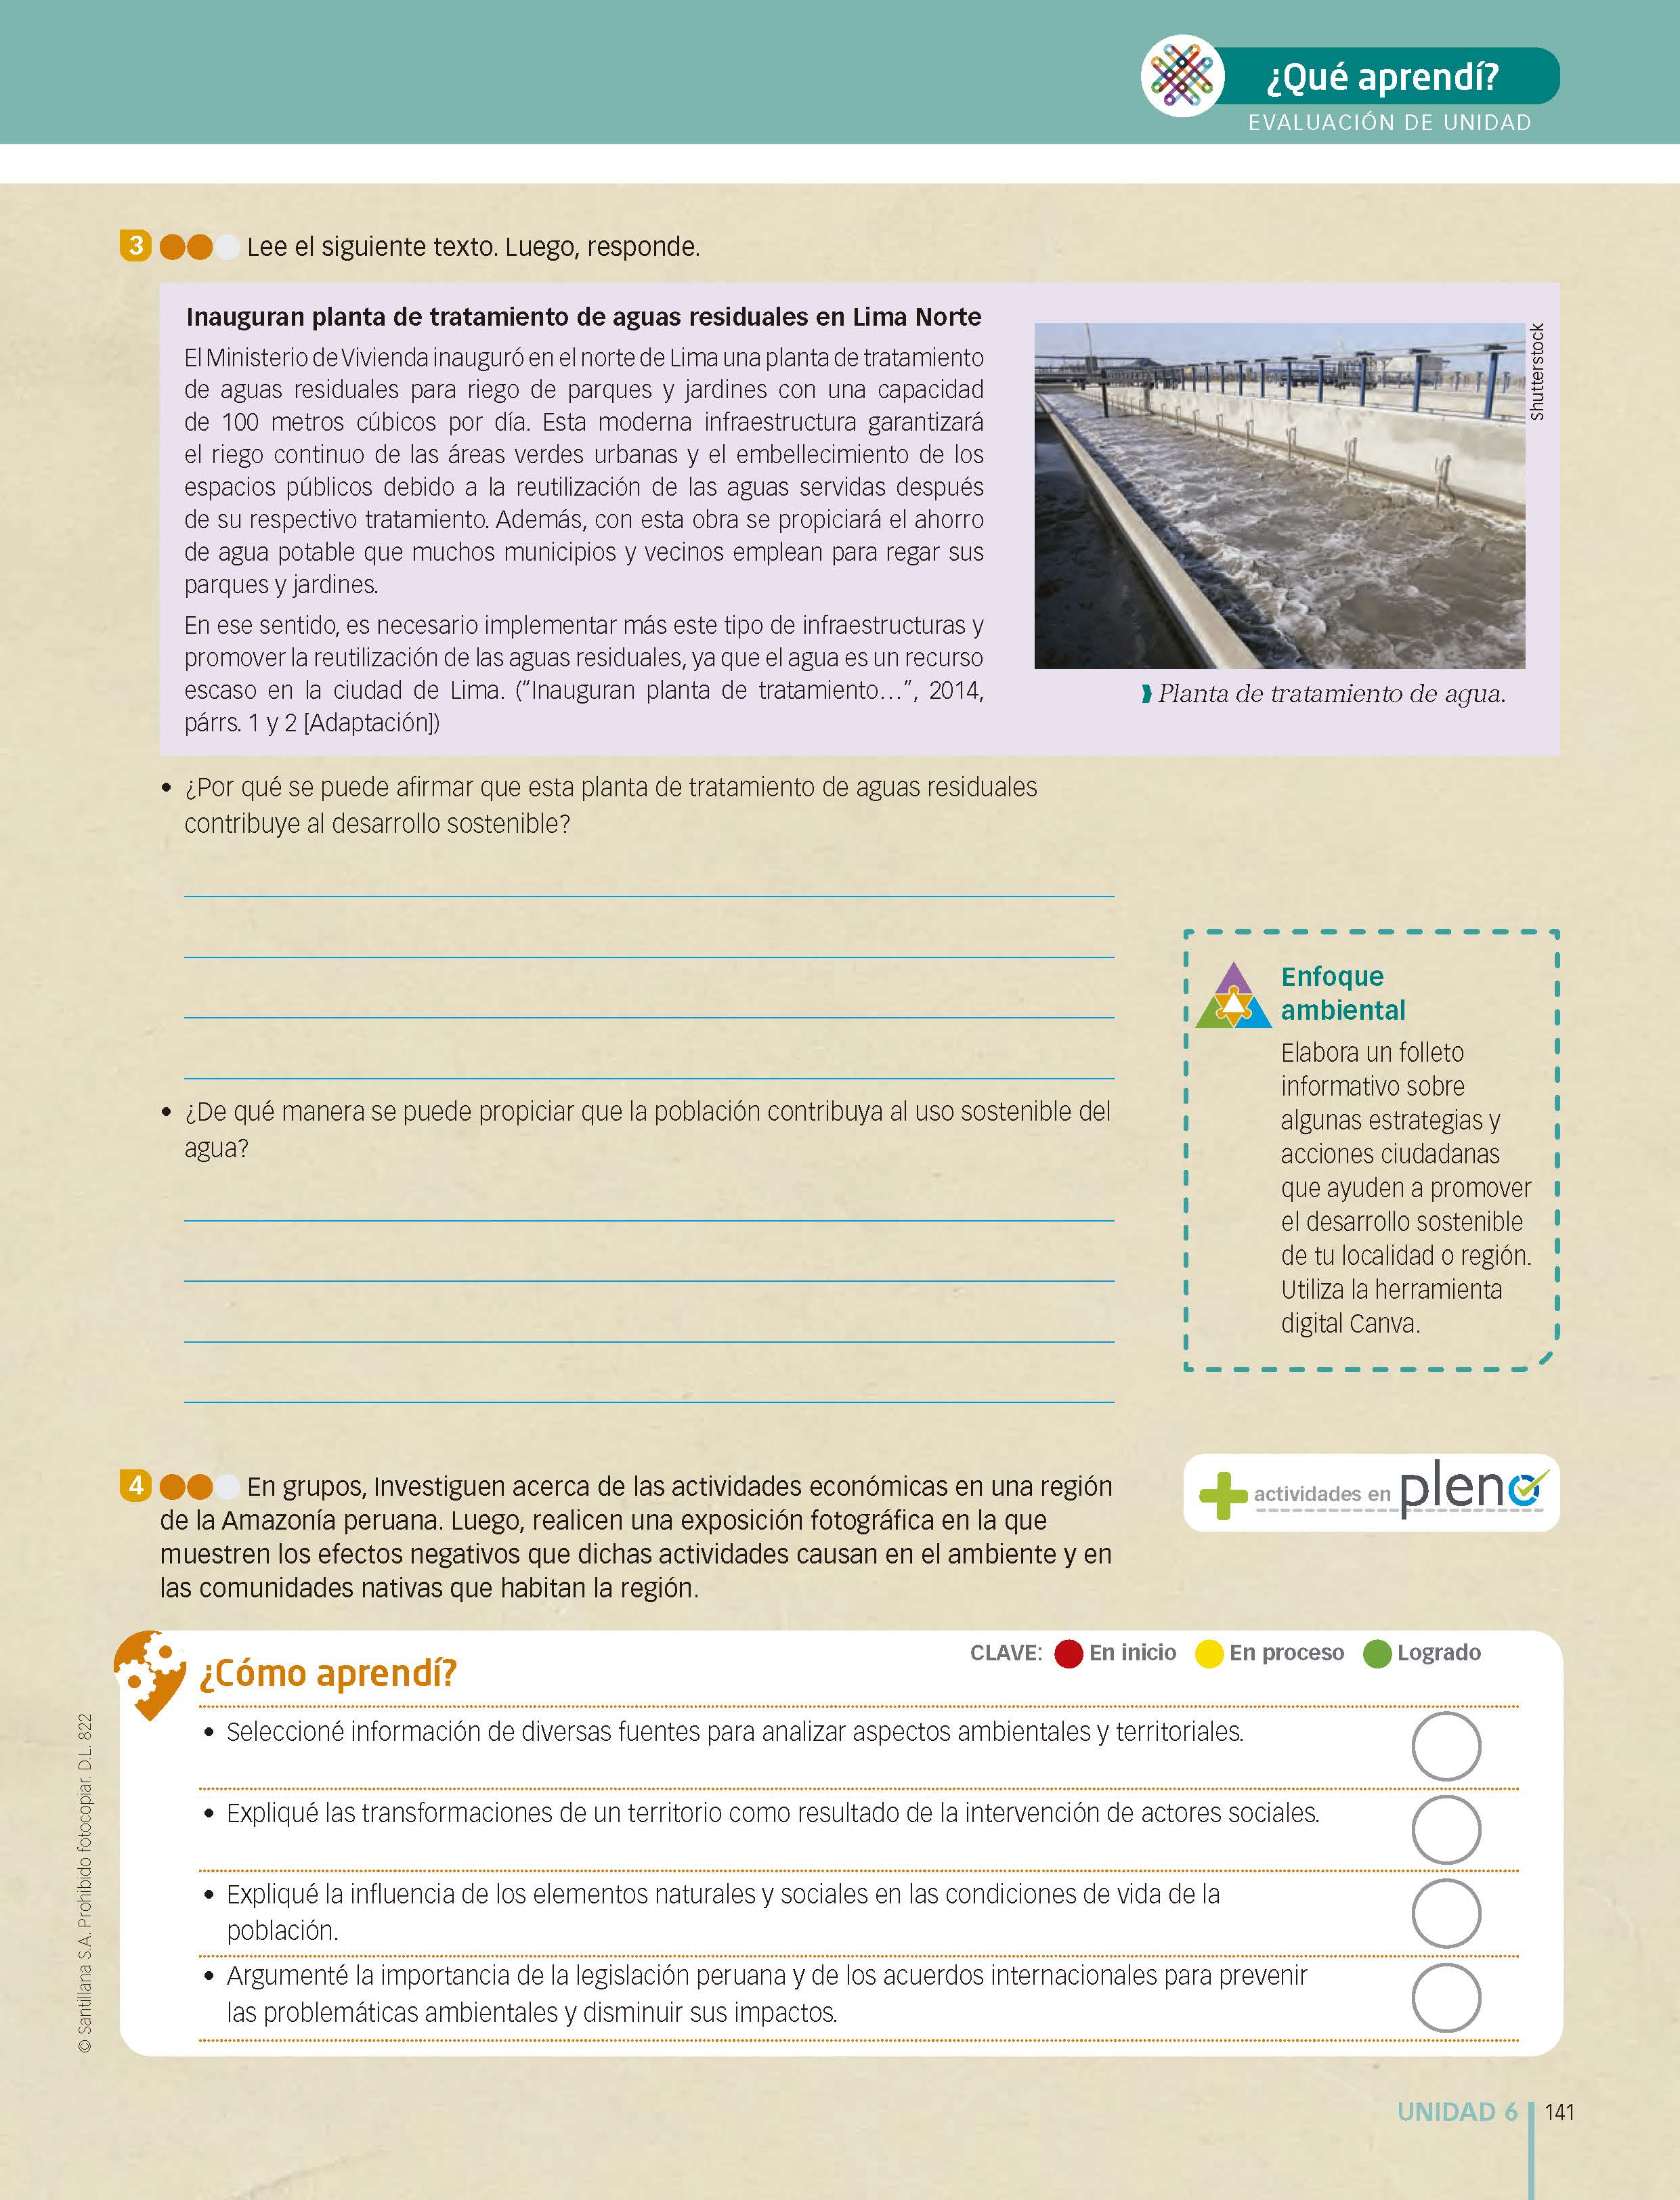 ¿Qué aprendí?
EVALUACIÓN DE UNIDAD
3 Lee el siguiente texto. Luego, responde.
Inauguran planta de tratamiento de aguas residuales en Lima Norte
El Ministerio de Vivienda inauguró en el norte de Lima una planta de tratamiento
de aguas residuales para riego de parques y jardines con una capacidad
de 100 metros cúbicos por día. Esta moderna infraestructura garantizará
el riego continuo de las áreas verdes urbanas y el embellecimiento de los
espacios públicos debido a la reutilización de las aguas servidas después
de su respectivo tratamiento. Además, con esta obra se propiciará el ahorro
de agua potable que muchos municipios y vecinos emplean para regar sus
parques y jardines.
En ese sentido, es necesario implementar más este tipo de infraestructuras y
promover la reutilización de las aguas residuales, ya que el agua es un recurso
escaso en la ciudad de Lima. (“Inauguran planta de tratamiento…”, 2014,
párrs. 1 y 2 [Adaptación])
Shutterstock
Planta de tratamiento de agua.
• ¿Por qué se puede afirmar que esta planta de tratamiento de aguas residuales
contribuye al desarrollo sostenible?
• ¿De qué manera se puede propiciar que la población contribuya al uso sostenible del
agua?
Enfoque
ambiental
Elabora un folleto
informativo sobre
algunas estrategias y
acciones ciudadanas
que ayuden a promover
el desarrollo sostenible
de tu localidad o región.
Utiliza la herramienta
digital Canva.
4 En grupos, Investiguen acerca de las actividades económicas en una región
de la Amazonía peruana. Luego, realicen una exposición fotográfica en la que
muestren los efectos negativos que dichas actividades causan en el ambiente y en
las comunidades nativas que habitan la región.
actividades en pleno
¿Cómo aprendí?
CLAVE: En inicio En proceso Logrado
• Seleccioné información de diversas fuentes para analizar aspectos ambientales y territoriales.
• Expliqué las transformaciones de un territorio como resultado de la intervención de actores sociales.
• Expliqué la influencia de los elementos naturales y sociales en las condiciones de vida de la
población.
• Argumenté la importancia de la legislación peruana y de los acuerdos internacionales para prevenir
las problemáticas ambientales y disminuir sus impactos.
© Santillana S.A. Prohibido fotocopiar. D.L. 822
UNIDAD 6 141